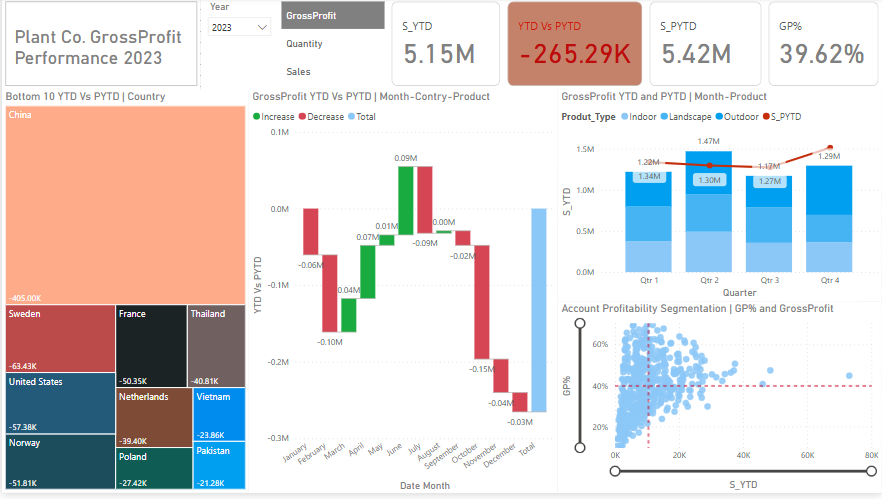 Plant Co. GrossProfit
Performance 2023
Year
2023
GrossProfit
Quantity
Sales
S_YTD
5.15M
YTD Vs PYTD
-265.29K
S_PYTD
5.42M
GP%
39.62%
Bottom 10 YTD Vs PYTD | Country
China
-405.00K
Sweden
-63.43K
France
-50.35K
Thailand
-40.81K
United States
-57.38K
Netherlands
-39.40K
Vietnam
-23.86K
Norway
-51.81K
Poland
-27.42K
Pakistan
-21.28K
GrossProfit YTD Vs PYTD | Month-Contry-Product
Increase Decrease Total
YTD Vs PYTD
0.1M
0.0M
-0.1M
-0.2M
-0.3M
-0.06M
-0.10M
0.04M
0.07M
0.01M
0.09M
-0.09M
0.00M
-0.02M
-0.15M
-0.04M
-0.03M
January
February
March
April
May
June
July
August
September
October
November
December
Total
Date Month
GrossProfit YTD and PYTD | Month-Product
Produt_Type Indoor Landscape Outdoor S_PYTD
S_YTD
1.5M
1.0M
0.5M
0.0M
1.34M
1.47M
1.30M
1.17M
1.27M
1.29M
Qtr 1 Qtr 2 Qtr 3 Qtr 4
Quarter
Account Profitability Segmentation | GP% and GrossProfit
GP%
60%
40%
20%
0K 20K 40K 60K 80K
S_YTD